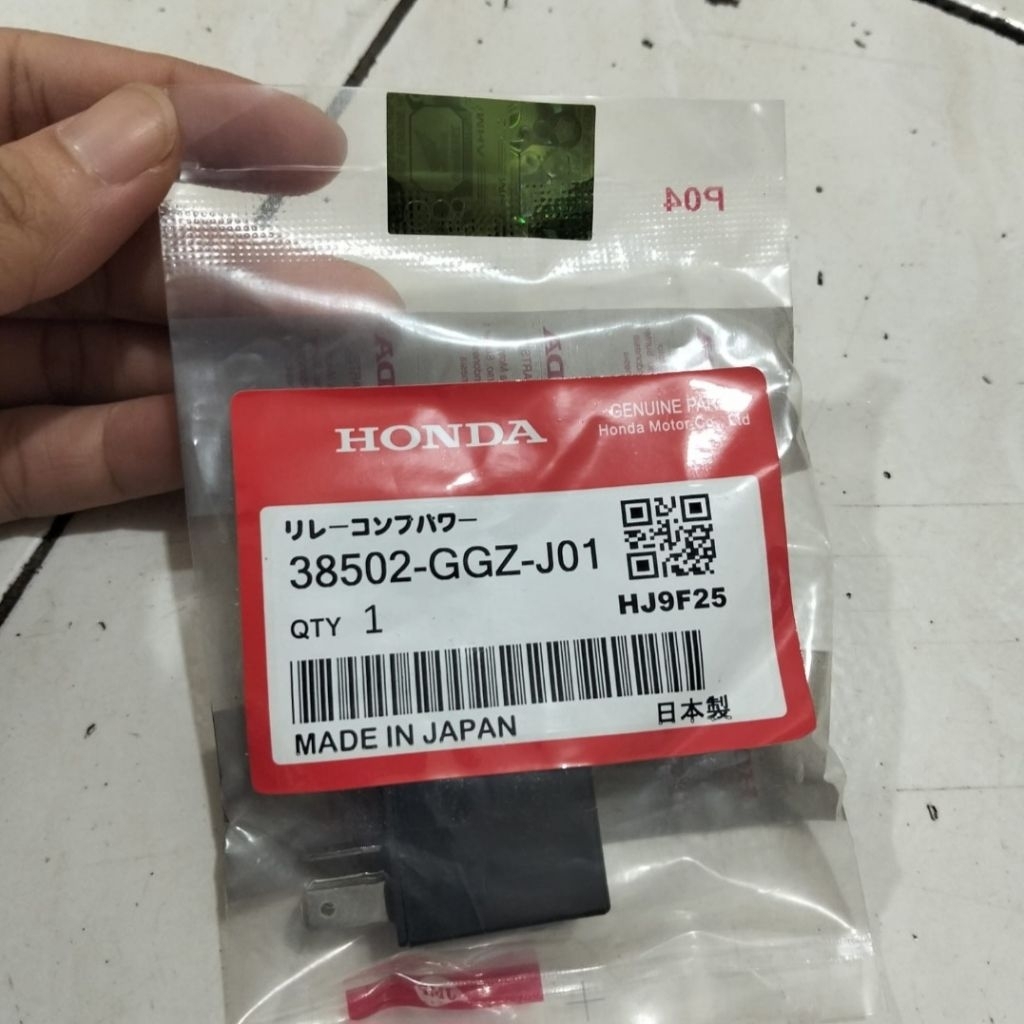 P04
HONDA
GENUINE PARTS
Honda Motor Co., Ltd
リレーコンプパワー
38502-GGZ-J01
HJ9F25
QTY 1
MADE IN JAPAN
日本製